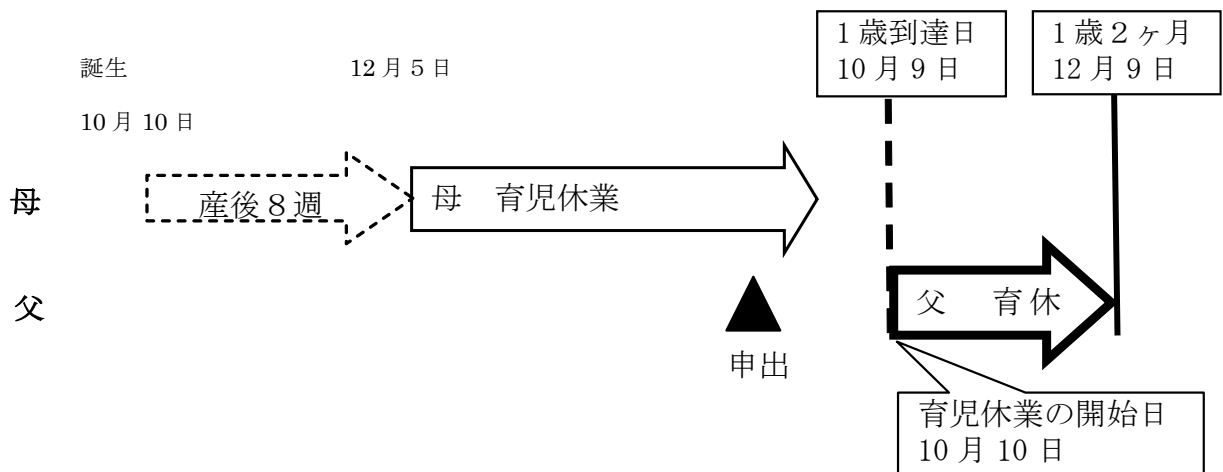 1歳到達日
10月9日
1歳2ヶ月
12月9日
誕生
12月5日
10月10日
母
産後8週
母 育児休業
父
父 育休
申出
育児休業の開始日
10月10日